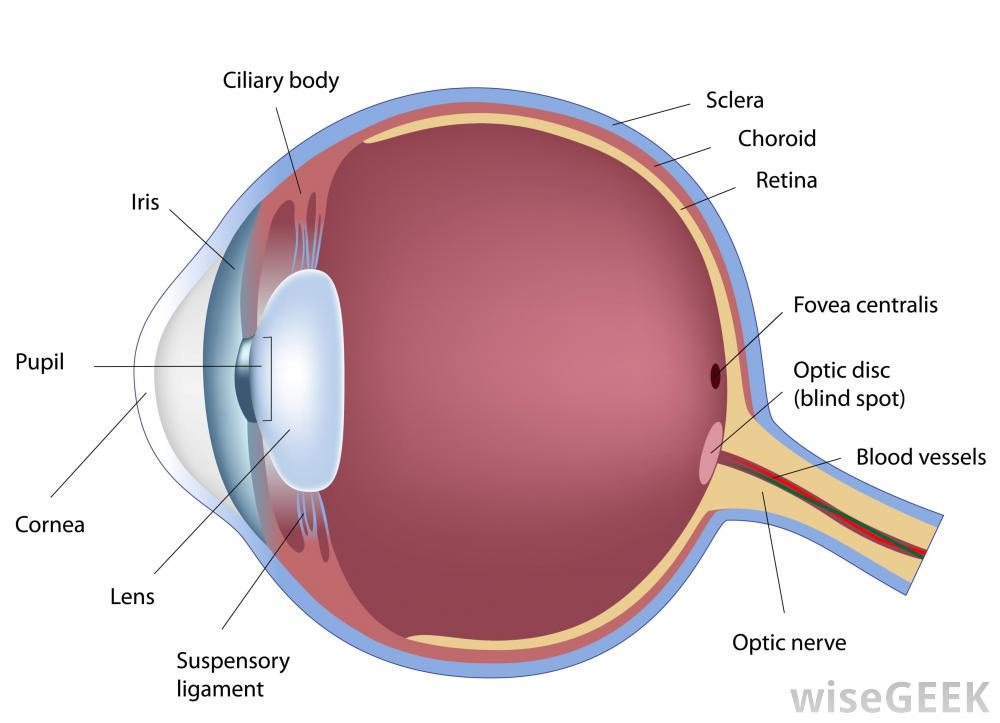 Ciliary body
Sclera
Choroid
Retina
Iris
Fovea centralis
Pupil
Optic disc
(blind spot)
Blood vessels
Cornea
Lens
Optic nerve
Suspensory
ligament
wiseGEEK